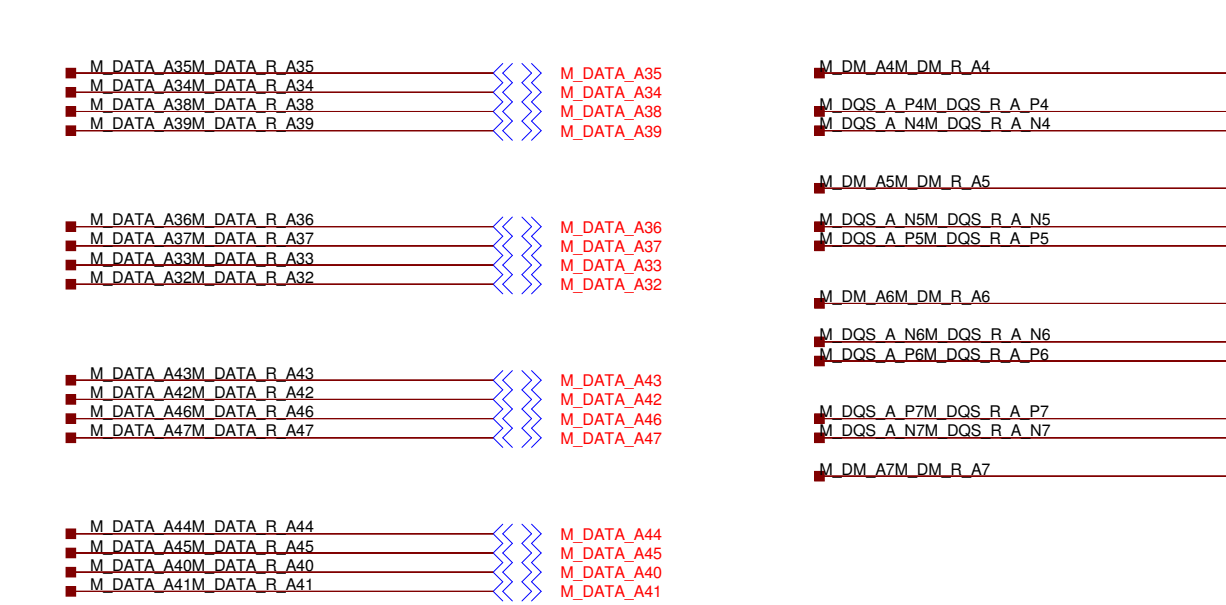 M_DATA_A35M_DATA_R_A35 M_DATA_A35
M_DATA_A34M_DATA_R_A34 M_DATA_A34
M_DATA_A38M_DATA_R_A38 M_DATA_A38
M_DATA_A39M_DATA_R_A39 M_DATA_A39
M_DATA_A36M_DATA_R_A36 M_DATA_A36
M_DATA_A37M_DATA_R_A37 M_DATA_A37
M_DATA_A33M_DATA_R_A33 M_DATA_A33
M_DATA_A32M_DATA_R_A32 M_DATA_A32
M_DATA_A43M_DATA_R_A43 M_DATA_A43
M_DATA_A42M_DATA_R_A42 M_DATA_A42
M_DATA_A46M_DATA_R_A46 M_DATA_A46
M_DATA_A47M_DATA_R_A47 M_DATA_A47
M_DATA_A44M_DATA_R_A44 M_DATA_A44
M_DATA_A45M_DATA_R_A45 M_DATA_A45
M_DATA_A40M_DATA_R_A40 M_DATA_A40
M_DATA_A41M_DATA_R_A41 M_DATA_A41
M_DM_A4M_DM_R_A4
M_DQS_A_P4M_DQS_R_A_P4
M_DQS_A_N4M_DQS_R_A_N4
M_DM_A5M_DM_R_A5
M_DQS_A_N5M_DQS_R_A_N5
M_DQS_A_P5M_DQS_R_A_P5
M_DM_A6M_DM_R_A6
M_DQS_A_N6M_DQS_R_A_N6
M_DQS_A_P6M_DQS_R_A_P6
M_DQS_A_P7M_DQS_R_A_P7
M_DQS_A_N7M_DQS_R_A_N7
M_DM_A7M_DM_R_A7